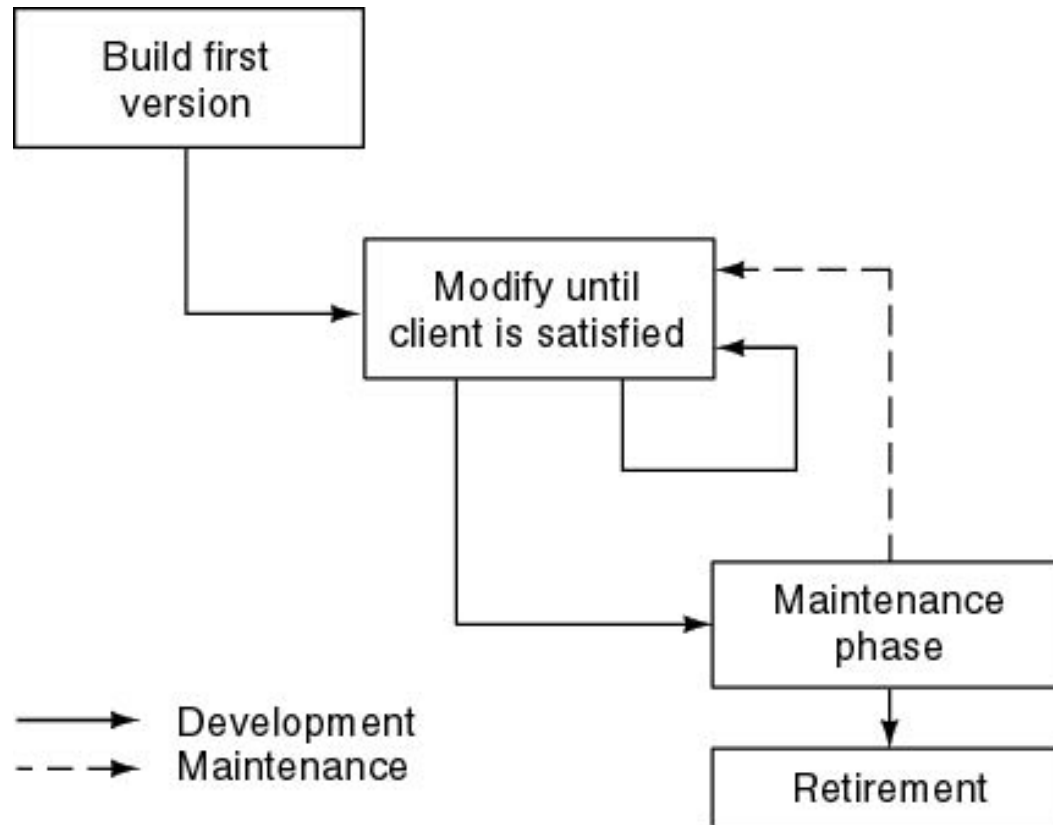 Build first
version
Modify until
client is satisfied
Maintenance
phase
Development
Maintenance
Retirement